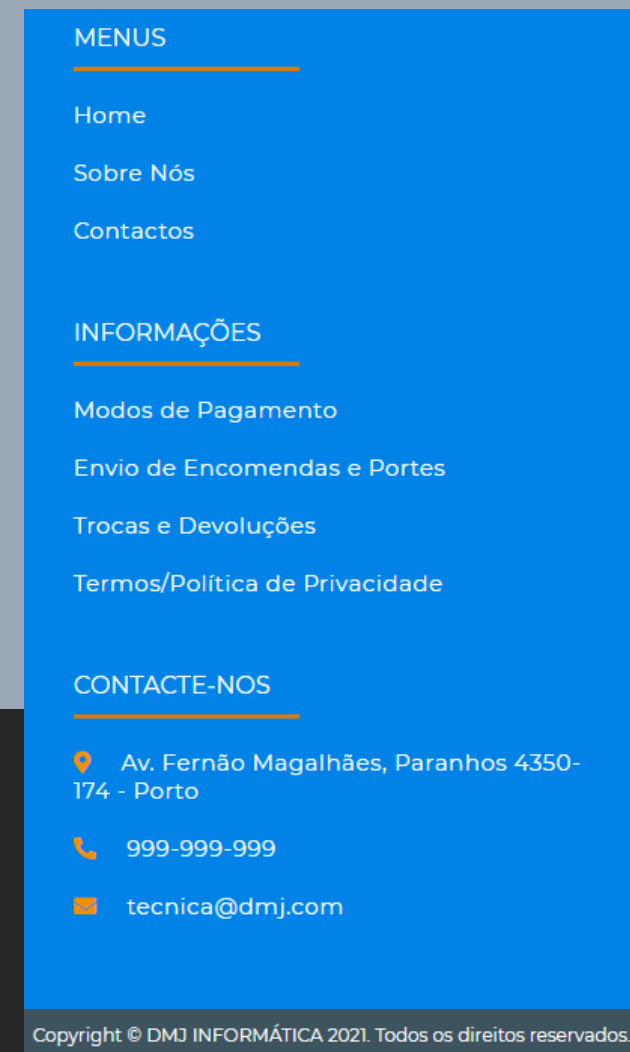 MENUS
Home
Sobre Nós
Contactos
INFORMAÇÕES
Modos de Pagamento
Envio de Encomendas e Portes
Trocas e Devoluções
Termos/Política de Privacidade
CONTACTE-NOS
Av. Fernão Magalhães, Paranhos 4350-
174 - Porto
999-999-999
tecnica@dmj.com
Copyright © DMJ INFORMÁTICA 2021. Todos os direitos reservados.